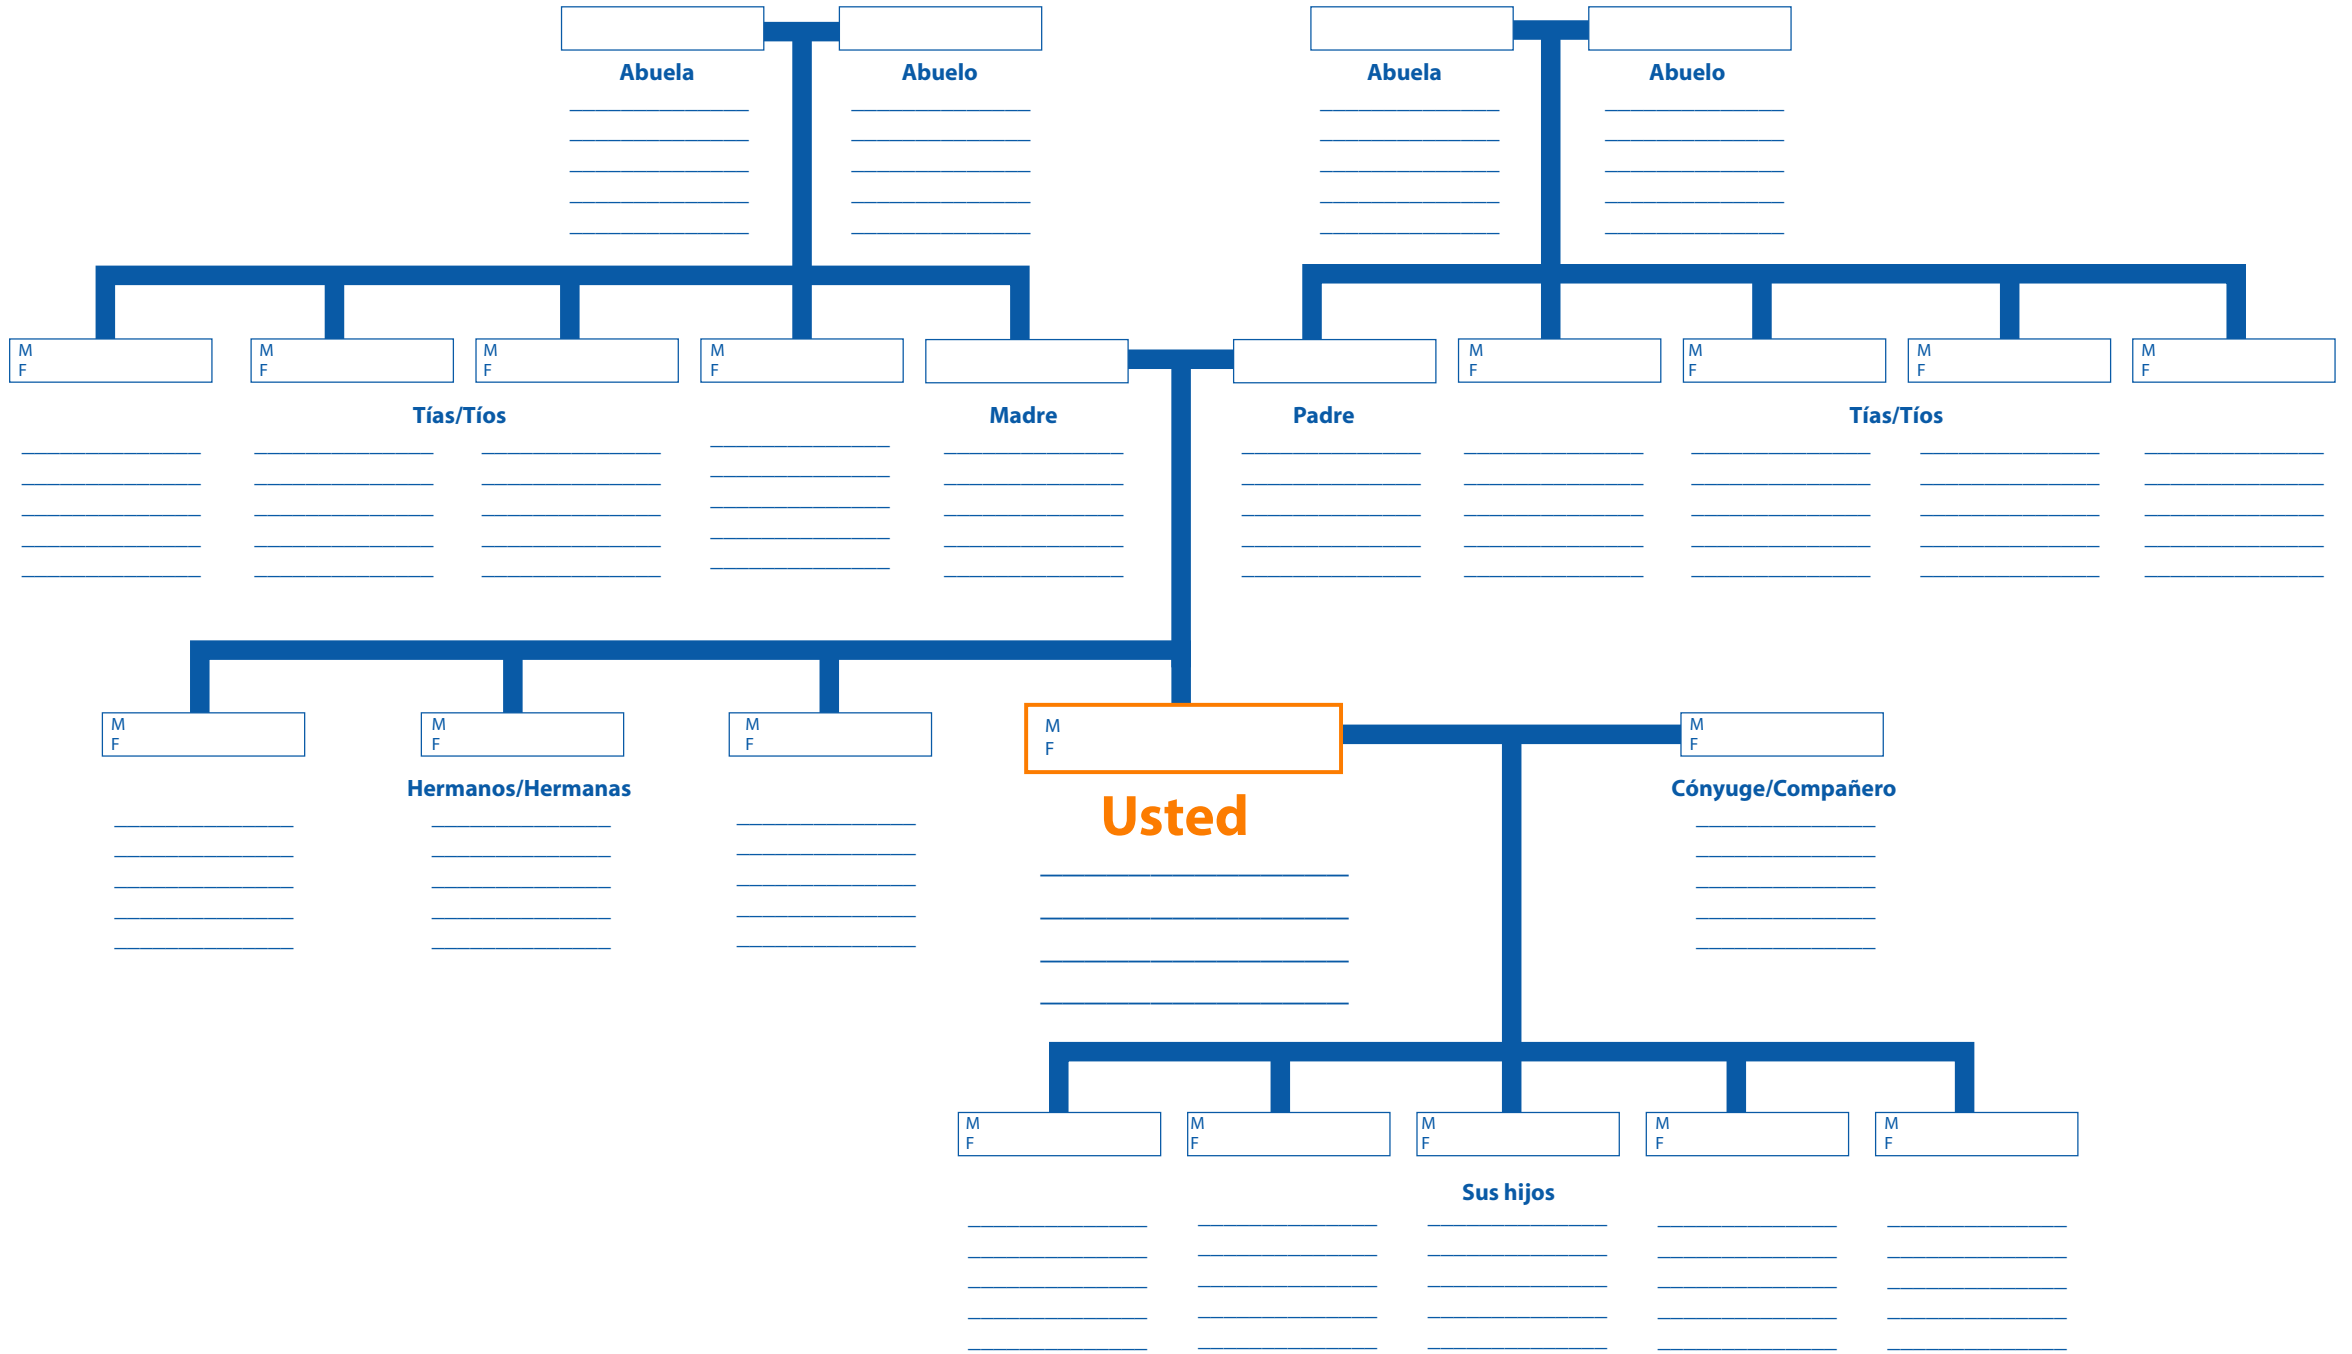 Abuela Abuelo Abuela Abuelo
M M M M M M M M
F F F F F F F F
Tías/Tíos Madre Padre Tías/Tíos
M M M M M
F F F F F
Hermanos/Hermanas Usted Cónyuge/Compañero
M M M M M
F F F F F
Sus hijos